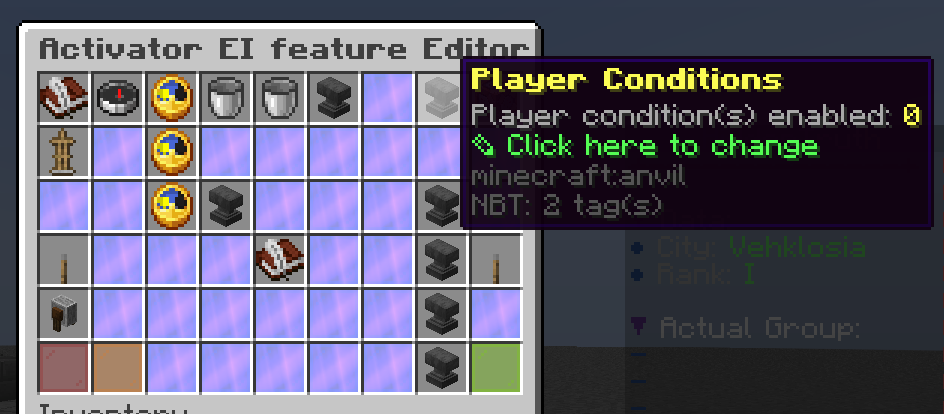 Activator EI feature Editor
Player Conditions
Player condition(s) enabled: 0
✎ Click here to change
minecraft:anvil
NBT: 2 tag(s)
• City: Vehklosia
• Rank: I
▼ Actual Group:
Inventory